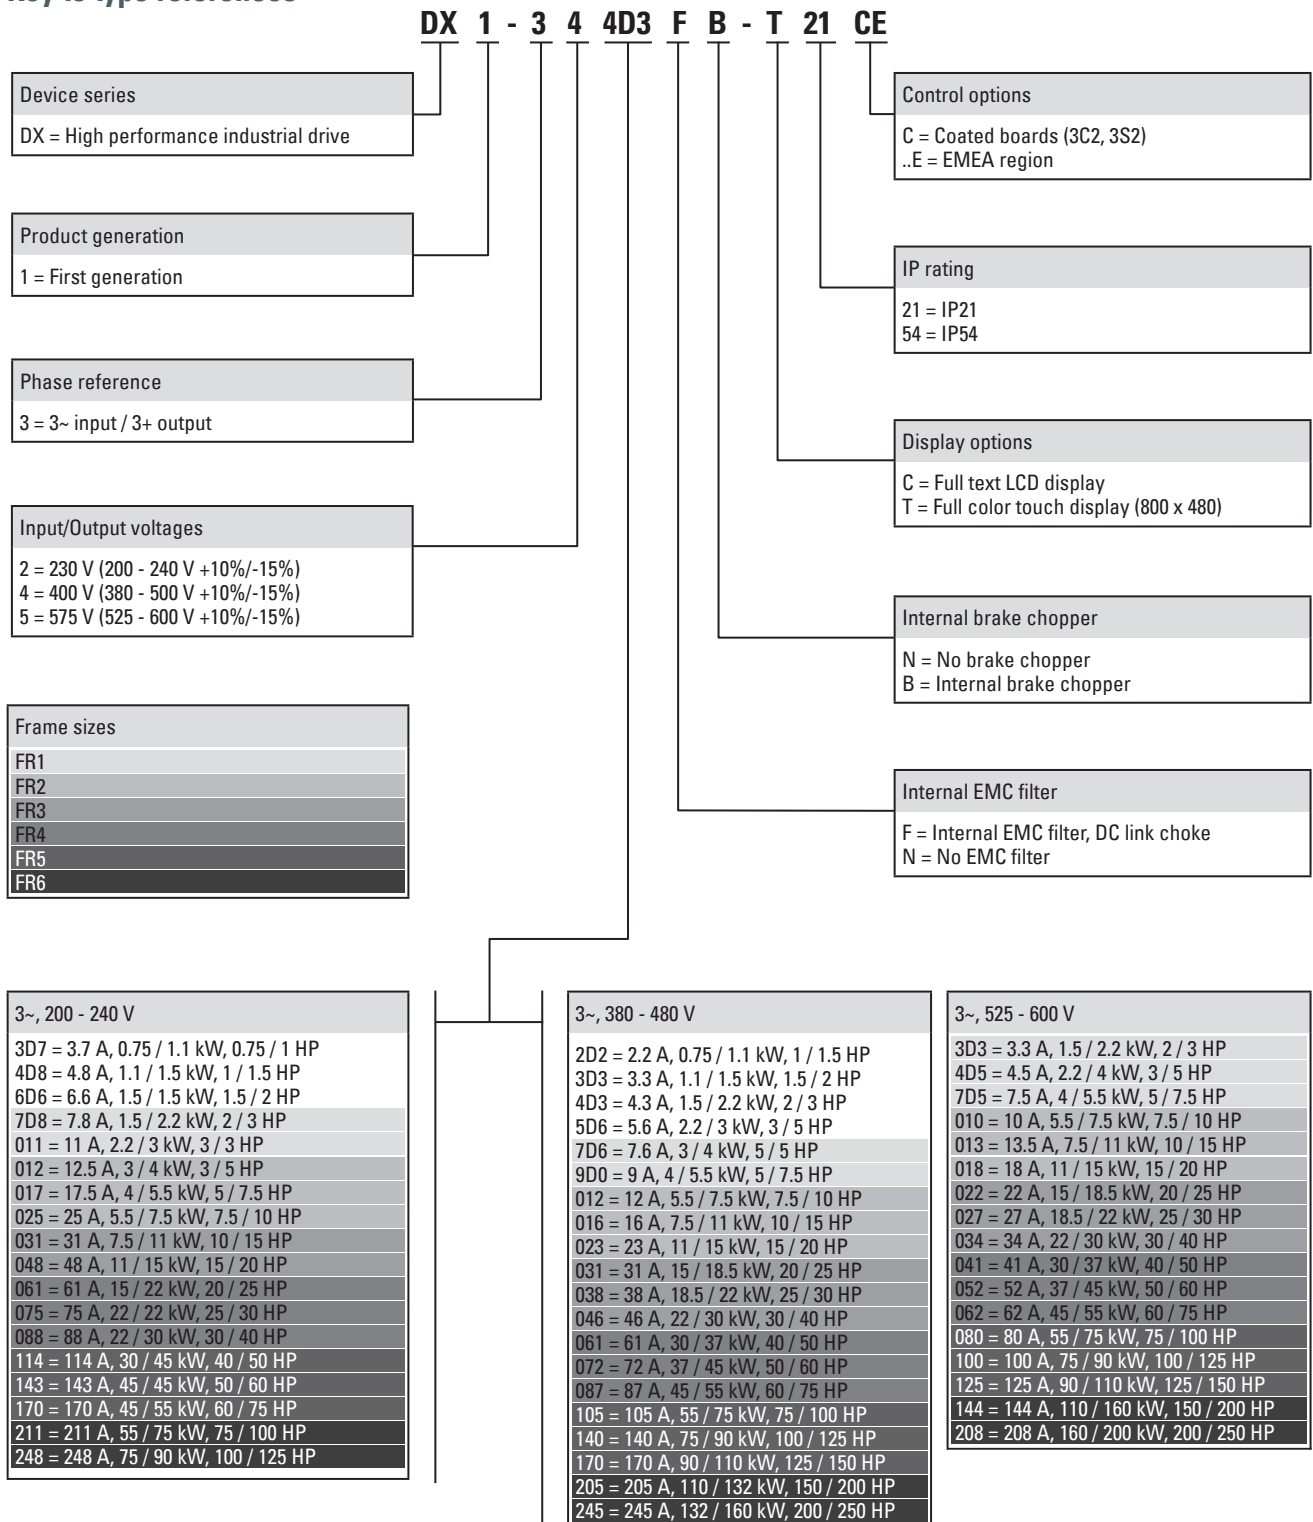 Key to type references
DX 1 - 3 4 4D3 F B - T 21 CE
Device series
DX = High performance industrial drive
Product generation
1 = First generation
Phase reference
3 = 3~ input / 3+ output
Input/Output voltages
2 = 230 V (200 - 240 V +10%/-15%)
4 = 400 V (380 - 500 V +10%/-15%)
5 = 575 V (525 - 600 V +10%/-15%)
Frame sizes
FR1
FR2
FR3
FR4
FR5
FR6
Control options
C = Coated boards (3C2, 3S2)
..E = EMEA region
IP rating
21 = IP21
54 = IP54
Display options
C = Full text LCD display
T = Full color touch display (800 x 480)
Internal brake chopper
N = No brake chopper
B = Internal brake chopper
Internal EMC filter
F = Internal EMC filter, DC link choke
N = No EMC filter
3~, 200 - 240 V
3D7 = 3.7 A, 0.75 / 1.1 kW, 0.75 / 1 HP
4D8 = 4.8 A, 1.1 / 1.5 kW, 1 / 1.5 HP
6D6 = 6.6 A, 1.5 / 1.5 kW, 1.5 / 2 HP
7D8 = 7.8 A, 1.5 / 2.2 kW, 2 / 3 HP
011 = 11 A, 2.2 / 3 kW, 3 / 3 HP
012 = 12.5 A, 3 / 4 kW, 3 / 5 HP
017 = 17.5 A, 4 / 5.5 kW, 5 / 7.5 HP
025 = 25 A, 5.5 / 7.5 kW, 7.5 / 10 HP
031 = 31 A, 7.5 / 11 kW, 10 / 15 HP
048 = 48 A, 11 / 15 kW, 15 / 20 HP
061 = 61 A, 15 / 22 kW, 20 / 25 HP
075 = 75 A, 22 / 22 kW, 25 / 30 HP
088 = 88 A, 22 / 30 kW, 30 / 40 HP
114 = 114 A, 30 / 45 kW, 40 / 50 HP
143 = 143 A, 45 / 45 kW, 50 / 60 HP
170 = 170 A, 45 / 55 kW, 60 / 75 HP
211 = 211 A, 55 / 75 kW, 75 / 100 HP
248 = 248 A, 75 / 90 kW, 100 / 125 HP
3~, 380 - 480 V
2D2 = 2.2 A, 0.75 / 1.1 kW, 1 / 1.5 HP
3D3 = 3.3 A, 1.1 / 1.5 kW, 1.5 / 2 HP
4D3 = 4.3 A, 1.5 / 2.2 kW, 2 / 3 HP
5D6 = 5.6 A, 2.2 / 3 kW, 3 / 5 HP
7D6 = 7.6 A, 3 / 4 kW, 5 / 5 HP
9D0 = 9 A, 4 / 5.5 kW, 5 / 7.5 HP
012 = 12 A, 5.5 / 7.5 kW, 7.5 / 10 HP
016 = 16 A, 7.5 / 11 kW, 10 / 15 HP
023 = 23 A, 11 / 15 kW, 15 / 20 HP
031 = 31 A, 15 / 18.5 kW, 20 / 25 HP
038 = 38 A, 18.5 / 22 kW, 25 / 30 HP
046 = 46 A, 22 / 30 kW, 30 / 40 HP
061 = 61 A, 30 / 37 kW, 40 / 50 HP
072 = 72 A, 37 / 45 kW, 50 / 60 HP
087 = 87 A, 45 / 55 kW, 60 / 75 HP
105 = 105 A, 55 / 75 kW, 75 / 100 HP
140 = 140 A, 75 / 90 kW, 100 / 125 HP
170 = 170 A, 90 / 110 kW, 125 / 150 HP
205 = 205 A, 110 / 132 kW, 150 / 200 HP
245 = 245 A, 132 / 160 kW, 200 / 250 HP
3~, 525 - 600 V
3D3 = 3.3 A, 1.5 / 2.2 kW, 2 / 3 HP
4D5 = 4.5 A, 2.2 / 4 kW, 3 / 5 HP
7D5 = 7.5 A, 4 / 5.5 kW, 5 / 7.5 HP
010 = 10 A, 5.5 / 7.5 kW, 7.5 / 10 HP
013 = 13.5 A, 7.5 / 11 kW, 10 / 15 HP
018 = 18 A, 11 / 15 kW, 15 / 20 HP
022 = 22 A, 15 / 18.5 kW, 20 / 25 HP
027 = 27 A, 18.5 / 22 kW, 25 / 30 HP
034 = 34 A, 22 / 30 kW, 30 / 40 HP
041 = 41 A, 30 / 37 kW, 40 / 50 HP
052 = 52 A, 37 / 45 kW, 50 / 60 HP
062 = 62 A, 45 / 55 kW, 60 / 75 HP
080 = 80 A, 55 / 75 kW, 75 / 100 HP
100 = 100 A, 75 / 90 kW, 100 / 125 HP
125 = 125 A, 90 / 110 kW, 125 / 150 HP
144 = 144 A, 110 / 160 kW, 150 / 200 HP
208 = 208 A, 160 / 200 kW, 200 / 250 HP